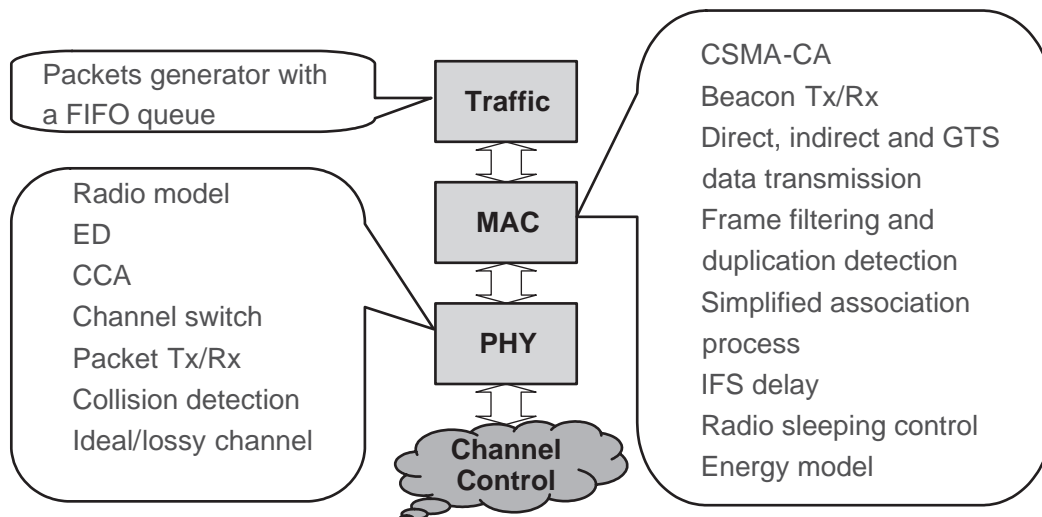 Packets generator with
a FIFO queue
Traffic
MAC
PHY
Channel
Control
Radio model
ED
CCA
Channel switch
Packet Tx/Rx
Collision detection
Ideal/lossy channel
CSMA-CA
Beacon Tx/Rx
Direct, indirect and GTS
data transmission
Frame filtering and
duplication detection
Simplified association
process
IFS delay
Radio sleeping control
Energy model